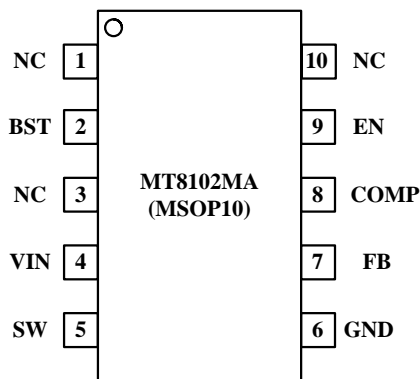 NC 1 10 NC
BST 2 9 EN
MT8102MA
NC 3 8 COMP
(MSOP10)
VIN 4 7 FB
SW 5 6 GND